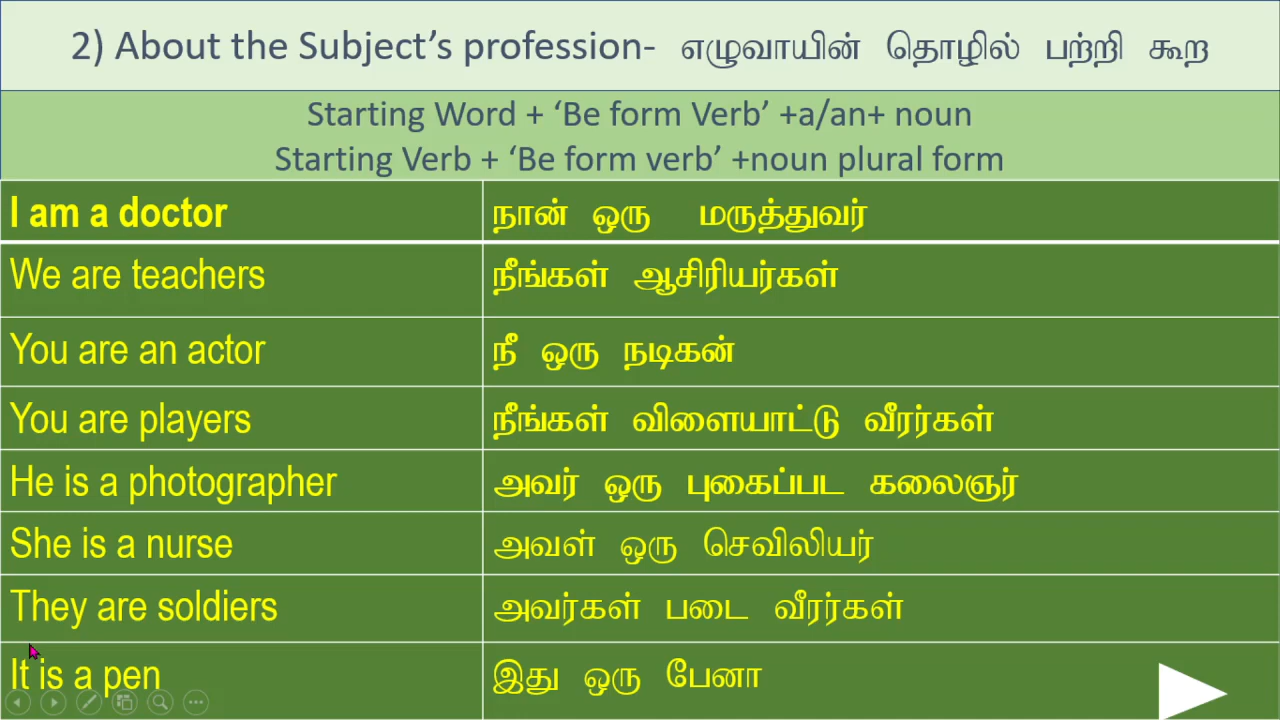 2) About the Subject’s profession- எழுவாயின் தொழில் பற்றி கூற
Starting Word + ‘Be form Verb’ +a/an+ noun
Starting Verb + ‘Be form verb’ +noun plural form
I am a doctor நான் ஒரு மருத்துவர்
We are teachers நீங்கள் ஆசிரியர்கள்
You are an actor நீ ஒரு நடிகன்
You are players நீங்கள் விளையாட்டு வீரர்கள்
He is a photographer அவர் ஒரு புகைப்பட கலைஞர்
She is a nurse அவள் ஒரு செவிலியர்
They are soldiers அவர்கள் படை வீரர்கள்
It is a pen இது ஒரு பேனா